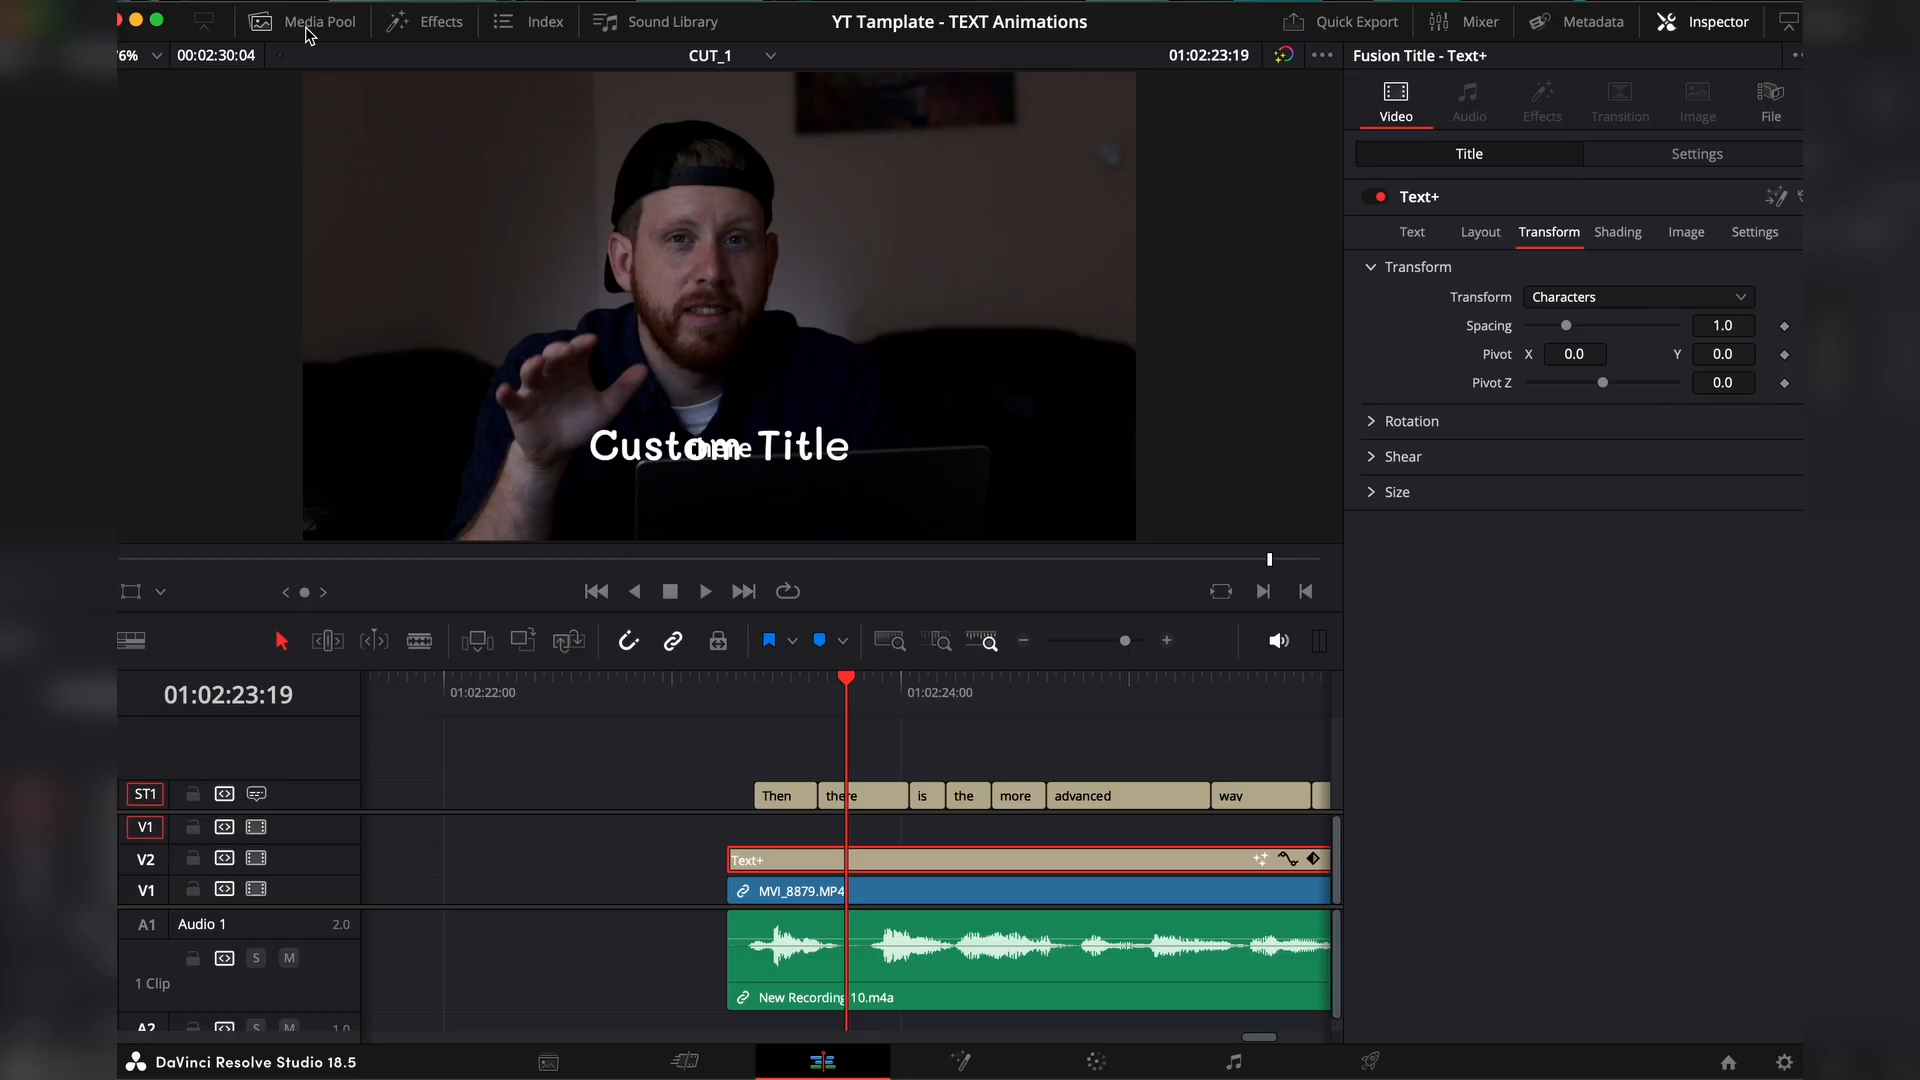 Media Pool
Effects
Index
Sound Library
YT Tamplate - TEXT Animations
Quick Export
Mixer
Metadata
Inspector
00:02:30:04
CUT_1
01:02:23:19
Fusion Title - Text+
Video
Audio
Effects
Transition
Image
File
Title
Settings
Text+
Text
Layout
Transform
Shading
Image
Settings
Transform
Transform
Characters
Spacing
1.0
Pivot
X
0.0
Y
0.0
Pivot Z
0.0
Rotation
Shear
Size
Custom Title
01:02:23:19
01:02:22:00
01:02:24:00
ST1
Then
there
is
the
more
advanced
way
V1
V2
Text+
V1
MVI_8879.MP4
A1
Audio 1
2.0
S
M
1 Clip
New Recording 10.m4a
A2
S
M
1.0
DaVinci Resolve Studio 18.5